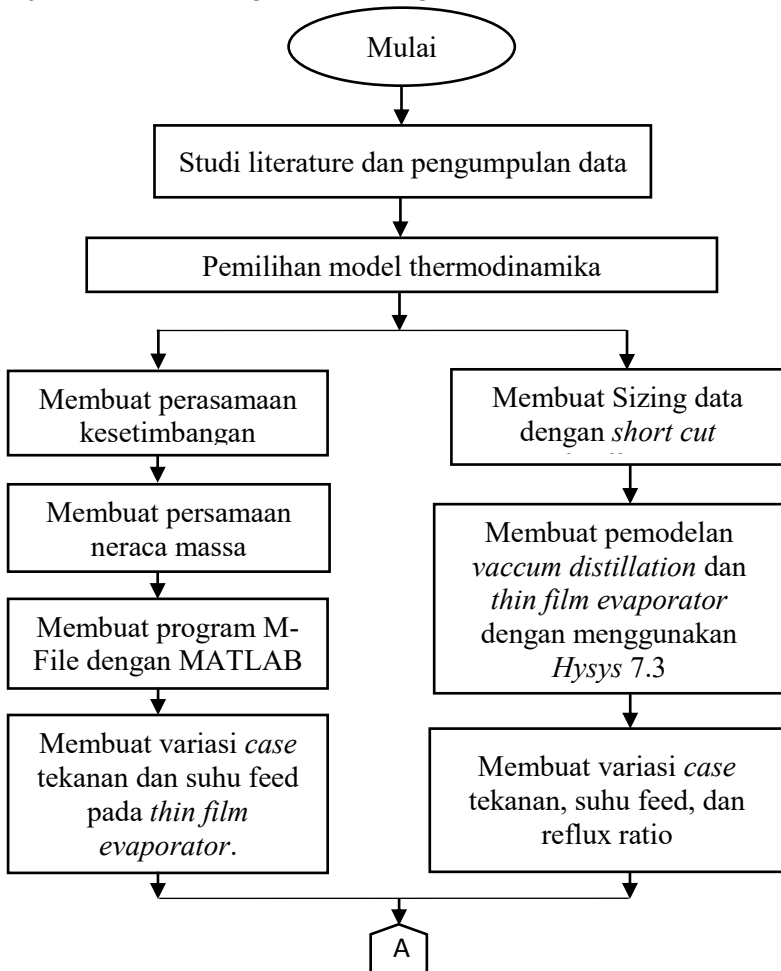 Mulai
Studi literature dan pengumpulan data
Pemilihan model thermodinamika
Membuat perasamaan
kesetimbangan
Membuat persamaan
neraca massa
Membuat program M-
File dengan MATLAB
Membuat variasi case
tekanan dan suhu feed
pada thin film
evaporator.
Membuat Sizing data
dengan short cut
Membuat pemodelan
vaccum distillation dan
thin film evaporator
dengan menggunakan
Hysys 7.3
Membuat variasi case
tekanan, suhu feed, dan
reflux ratio
A